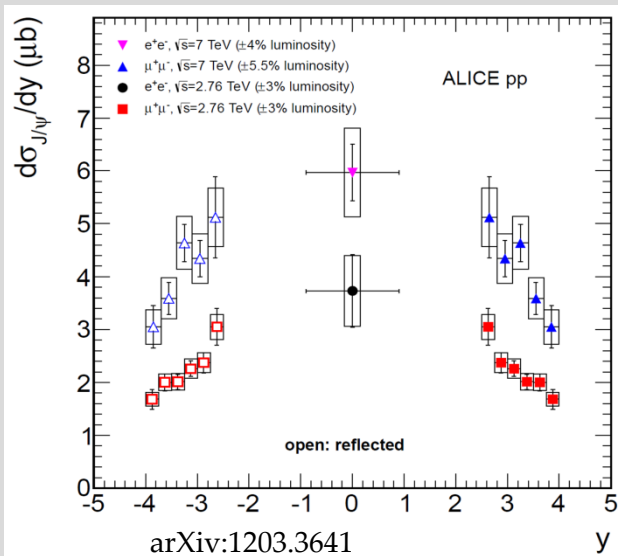 dσ_J/ψ/dy (μb)
e⁺e⁻, √s=7 TeV (±4% luminosity)
μ⁺μ⁻, √s=7 TeV (±5.5% luminosity)
e⁺e⁻, √s=2.76 TeV (±3% luminosity)
μ⁺μ⁻, √s=2.76 TeV (±3% luminosity)
ALICE pp
8
7
6
5
4
3
2
1
0
open: reflected
-5 -4 -3 -2 -1 0 1 2 3 4 5
arXiv:1203.3641
y